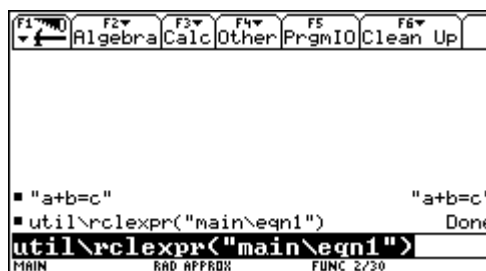 F1 F2 Algebra F3 Calc F4 Other F5 PrgmIO F6 Clean Up
"a+b=c" "a+b=c"
util\rclexpr("main\eqn1") Done
util\rclexpr("main\eqn1")
MAIN RAD APPROX FUNC 2/30